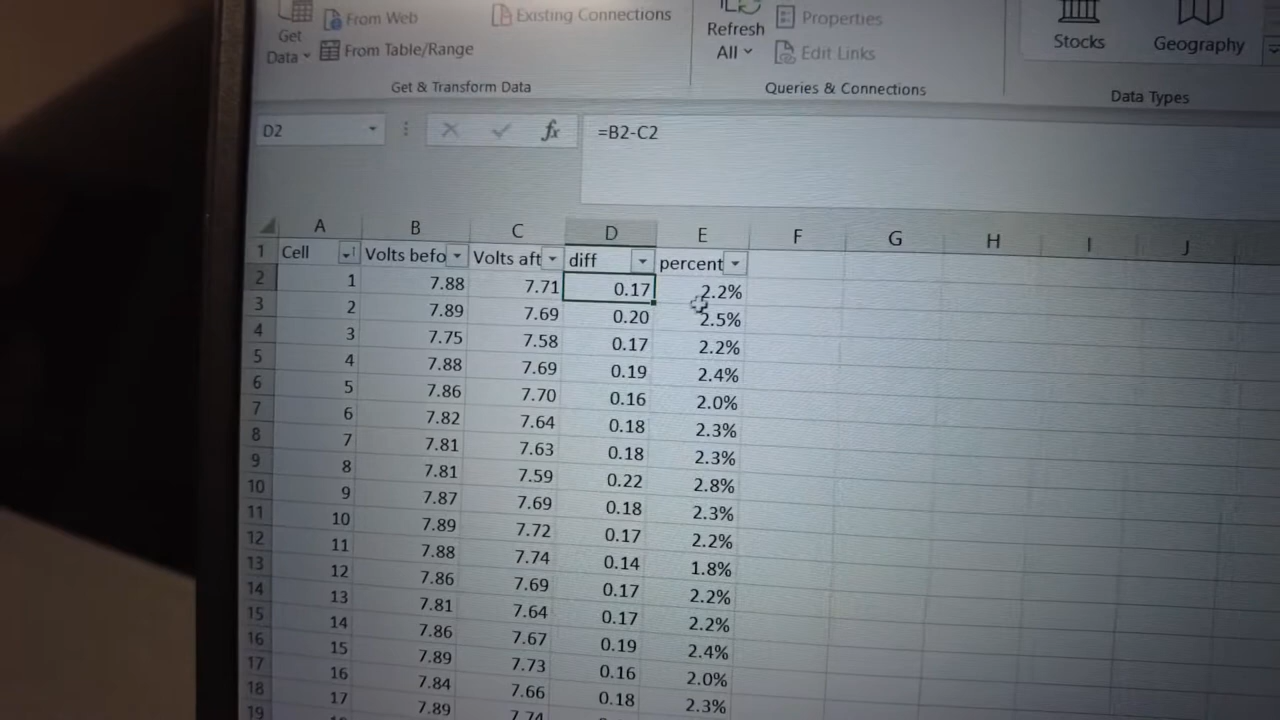 Get Data
From Web
From Table/Range
Existing Connections
Get & Transform Data
Refresh All
Properties
Edit Links
Queries & Connections
Stocks
Geography
Data Types
D2
fx
=B2-C2
A B C D E F G H I J
1 Cell Volts befo Volts aft diff percent
2 1 7.88 7.71 0.17 2.2%
3 2 7.89 7.69 0.20 2.5%
4 3 7.75 7.58 0.17 2.2%
5 4 7.88 7.69 0.19 2.4%
6 5 7.86 7.70 0.16 2.0%
7 6 7.82 7.64 0.18 2.3%
8 7 7.81 7.63 0.18 2.3%
9 8 7.81 7.59 0.22 2.8%
10 9 7.87 7.69 0.18 2.3%
11 10 7.89 7.72 0.17 2.2%
12 11 7.88 7.74 0.14 1.8%
13 12 7.86 7.69 0.17 2.2%
14 13 7.81 7.64 0.17 2.2%
15 14 7.86 7.67 0.19 2.4%
16 15 7.89 7.73 0.16 2.0%
17 16 7.84 7.66 0.18 2.3%
18 17 7.89 7.74
19